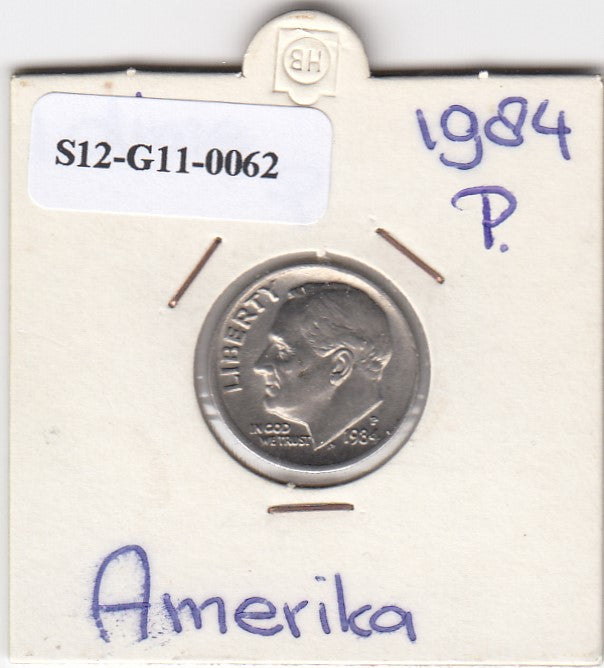 HB
1984
S12-G11-0062
P.
LIBERTY
IN GOD
WE TRUST
P
1984
Amerika